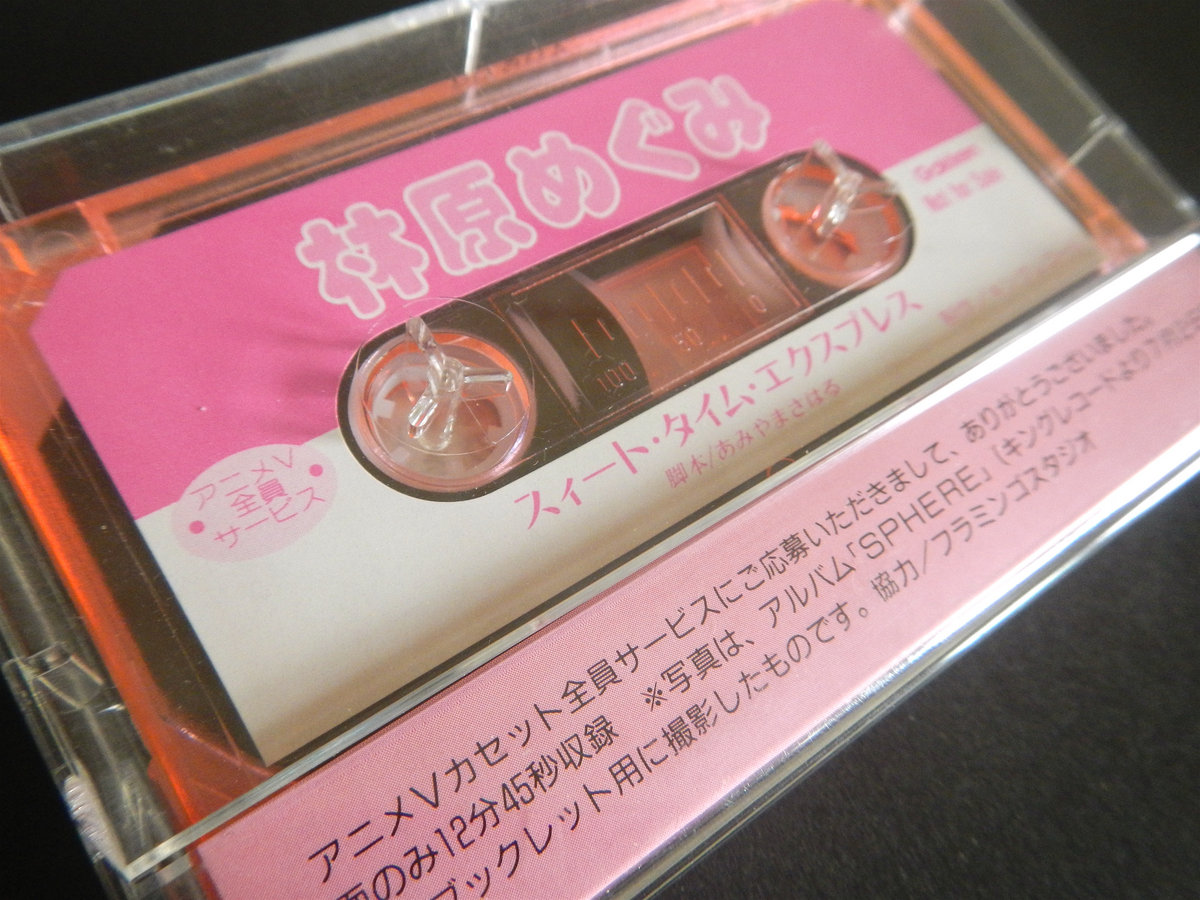 林原めぐみ
Gakken
Not for Sale
100
50
0
スィート・タイム・エクスプレス
脚本/あみやまさはる
アニメV
全員
サービス
アニメVカセット全員サービスにご応募いただきまして、ありがとうございました。
面のみ12分45秒収録 ※写真は、アルバム「SPHERE」(キングレコードより7月
ブックレット用に撮影したものです。協力/フラミンゴスタジオ